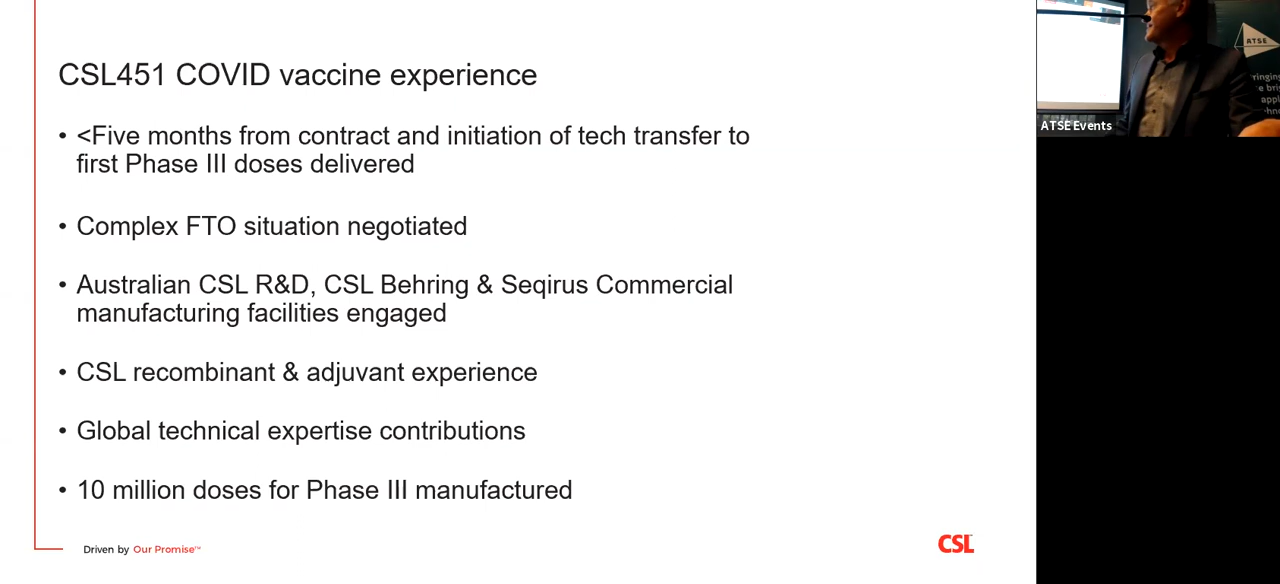 CSL451 COVID vaccine experience
• <Five months from contract and initiation of tech transfer to
first Phase III doses delivered
• Complex FTO situation negotiated
• Australian CSL R&D, CSL Behring & Seqirus Commercial
manufacturing facilities engaged
• CSL recombinant & adjuvant experience
• Global technical expertise contributions
• 10 million doses for Phase III manufactured
Driven by Our Promise™
CSL
ATSE
ATSE Events